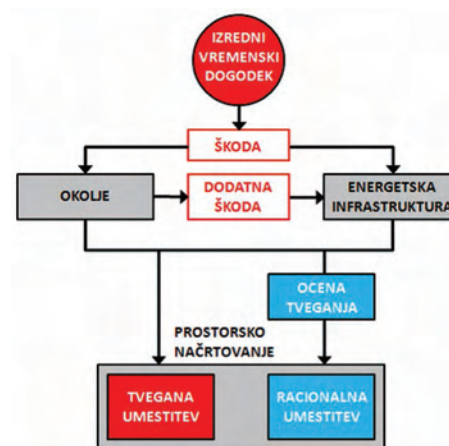 IZREDNI
VREMENSKI
DOGODEK
ŠKODA
OKOLJE
DODATNA
ŠKODA
ENERGETSKA
INFRASTRUKTURA
OCENA
TVEGANJA
PROSTORSKO
NAČRTOVANJE
TVEGANA
UMESTITEV
RACIONALNA
UMESTITEV